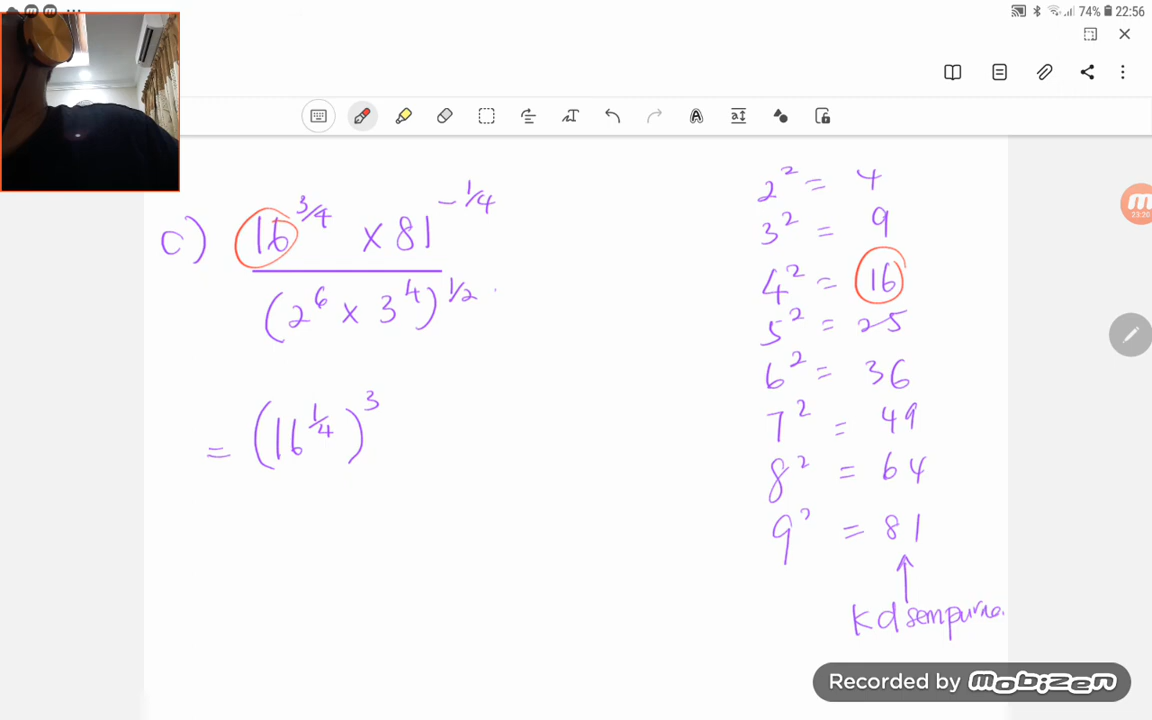 74% 22:56
c) 16^{3/4} × 81^{-1/4}
(2^6 × 3^4)^{1/2}
= (16^{1/4})^3
2^2 = 4
3^2 = 9
4^2 = 16
5^2 = 25
6^2 = 36
7^2 = 49
8^2 = 64
9^2 = 81
↑
Kd sempurna.
23:20
Recorded by mobizen